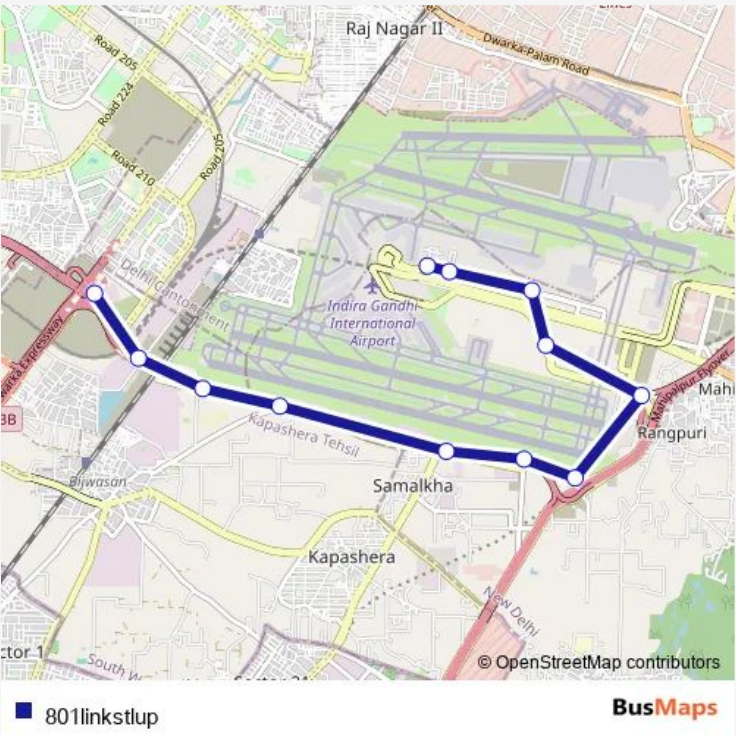 Raj Nagar II
Dwarka-Palam Road
Road 205
Road 224
Road 210
Road 205
Delhi Cantonment
Indira Gandhi
International
Airport
Mahipalpur Flyover
Mahi
Rangpuri
Kapashera Tehsil
Bijwasan
Samalkha
Kapashera
New Delhi
ctor 1
South W
© OpenStreetMap contributors
801linkstlup
BusMaps